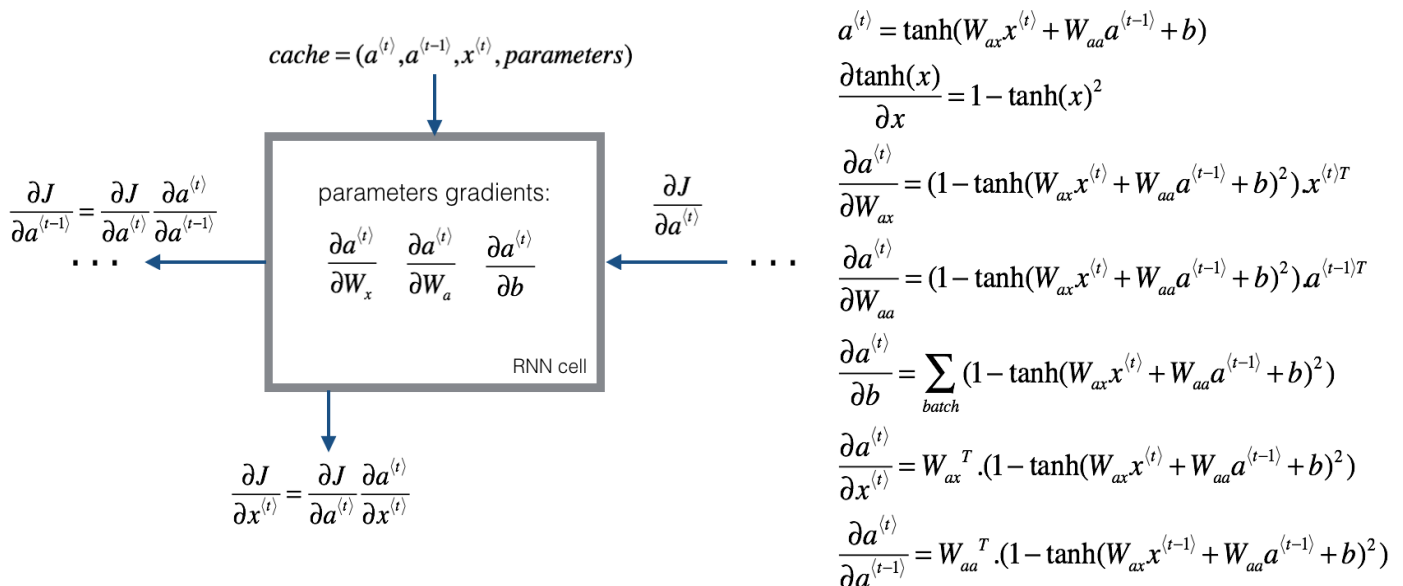 cache = (a^⟨t⟩, a^⟨t−1⟩, x^⟨t⟩, parameters)
∂J/∂a^⟨t−1⟩ = ∂J/∂a^⟨t⟩ ∂a^⟨t⟩/∂a^⟨t−1⟩
...
parameters gradients:
∂a^⟨t⟩/∂W_x ∂a^⟨t⟩/∂W_a ∂a^⟨t⟩/∂b
RNN cell
∂J/∂a^⟨t⟩
...
∂J/∂x^⟨t⟩ = ∂J/∂a^⟨t⟩ ∂a^⟨t⟩/∂x^⟨t⟩
a^⟨t⟩ = tanh(W_ax x^⟨t⟩ + W_aa a^⟨t−1⟩ + b)
∂tanh(x)/∂x = 1 − tanh(x)^2
∂a^⟨t⟩/∂W_ax = (1 − tanh(W_ax x^⟨t⟩ + W_aa a^⟨t−1⟩ + b)^2).x^⟨t⟩T
∂a^⟨t⟩/∂W_aa = (1 − tanh(W_ax x^⟨t⟩ + W_aa a^⟨t−1⟩ + b)^2).a^⟨t−1⟩T
∂a^⟨t⟩/∂b = ∑_batch (1 − tanh(W_ax x^⟨t⟩ + W_aa a^⟨t−1⟩ + b)^2)
∂a^⟨t⟩/∂x^⟨t⟩ = W_ax^T .(1 − tanh(W_ax x^⟨t⟩ + W_aa a^⟨t−1⟩ + b)^2)
∂a^⟨t⟩/∂a^⟨t−1⟩ = W_aa^T .(1 − tanh(W_ax x^⟨t−1⟩ + W_aa a^⟨t−1⟩ + b)^2)